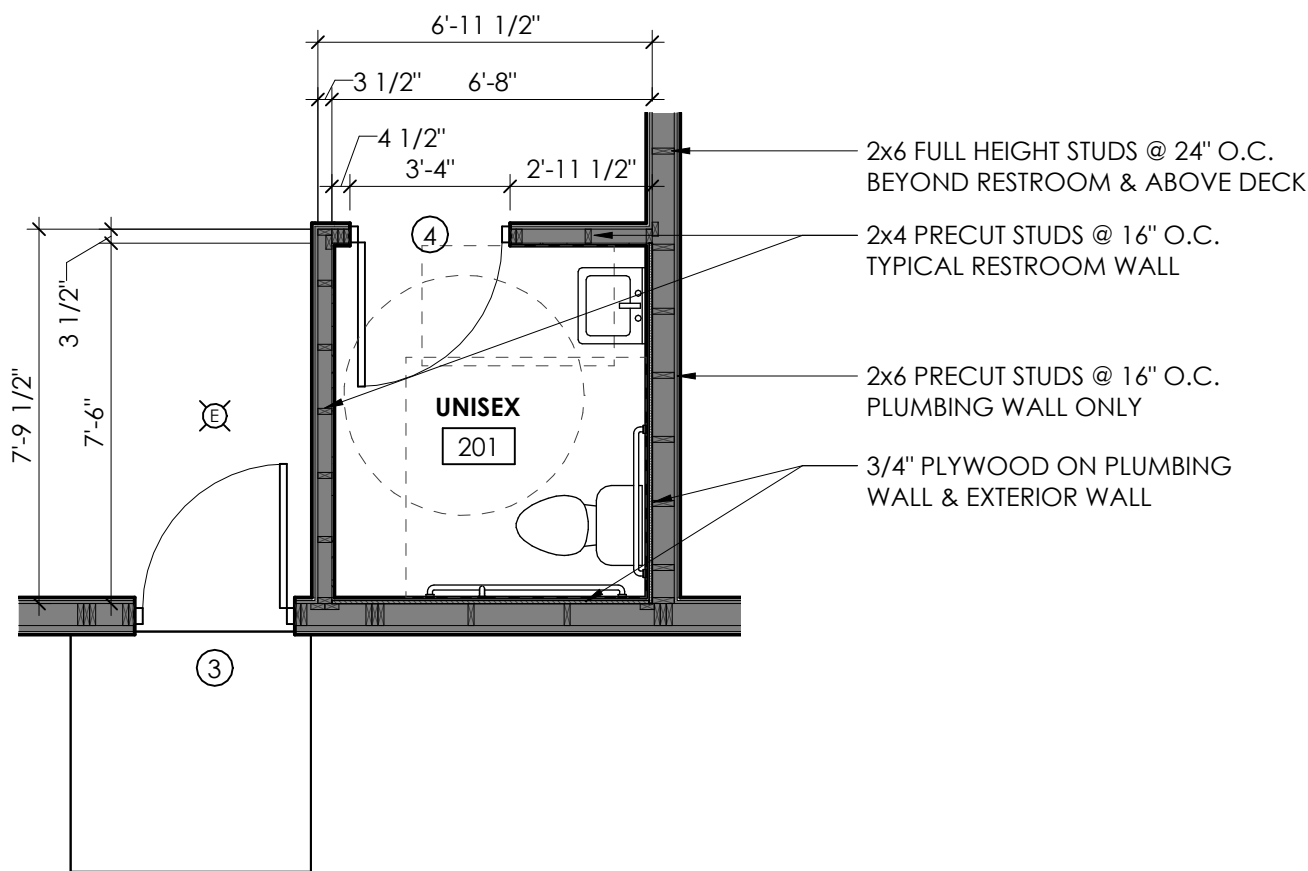 6'-11 1/2"
3 1/2"
6'-8"
4 1/2"
3'-4"
2'-11 1/2"
2x6 FULL HEIGHT STUDS @ 24" O.C.
BEYOND RESTROOM & ABOVE DECK
4
2x4 PRECUT STUDS @ 16" O.C.
TYPICAL RESTROOM WALL
3 1/2"
7'-9 1/2"
7'-6"
2x6 PRECUT STUDS @ 16" O.C.
PLUMBING WALL ONLY
E
UNISEX
201
3/4" PLYWOOD ON PLUMBING
WALL & EXTERIOR WALL
3